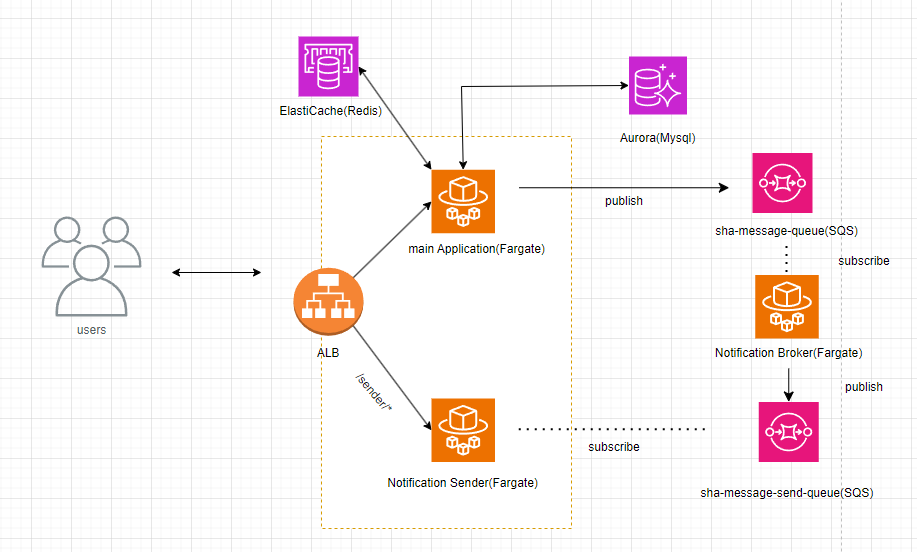 ElastiCache(Redis)
Aurora(Mysql)
publish
main Application(Fargate)
sha-message-queue(SQS)
subscribe
users
ALB
Notification Broker(Fargate)
/sender/*
publish
subscribe
Notification Sender(Fargate)
sha-message-send-queue(SQS)